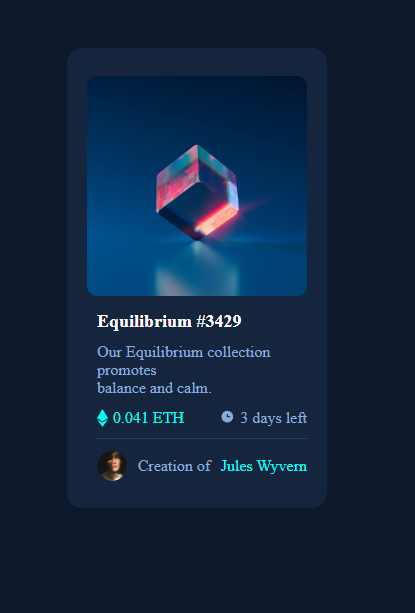 Equilibrium #3429
Our Equilibrium collection
promotes
balance and calm.
0.041 ETH 3 days left
Creation of Jules Wyvern